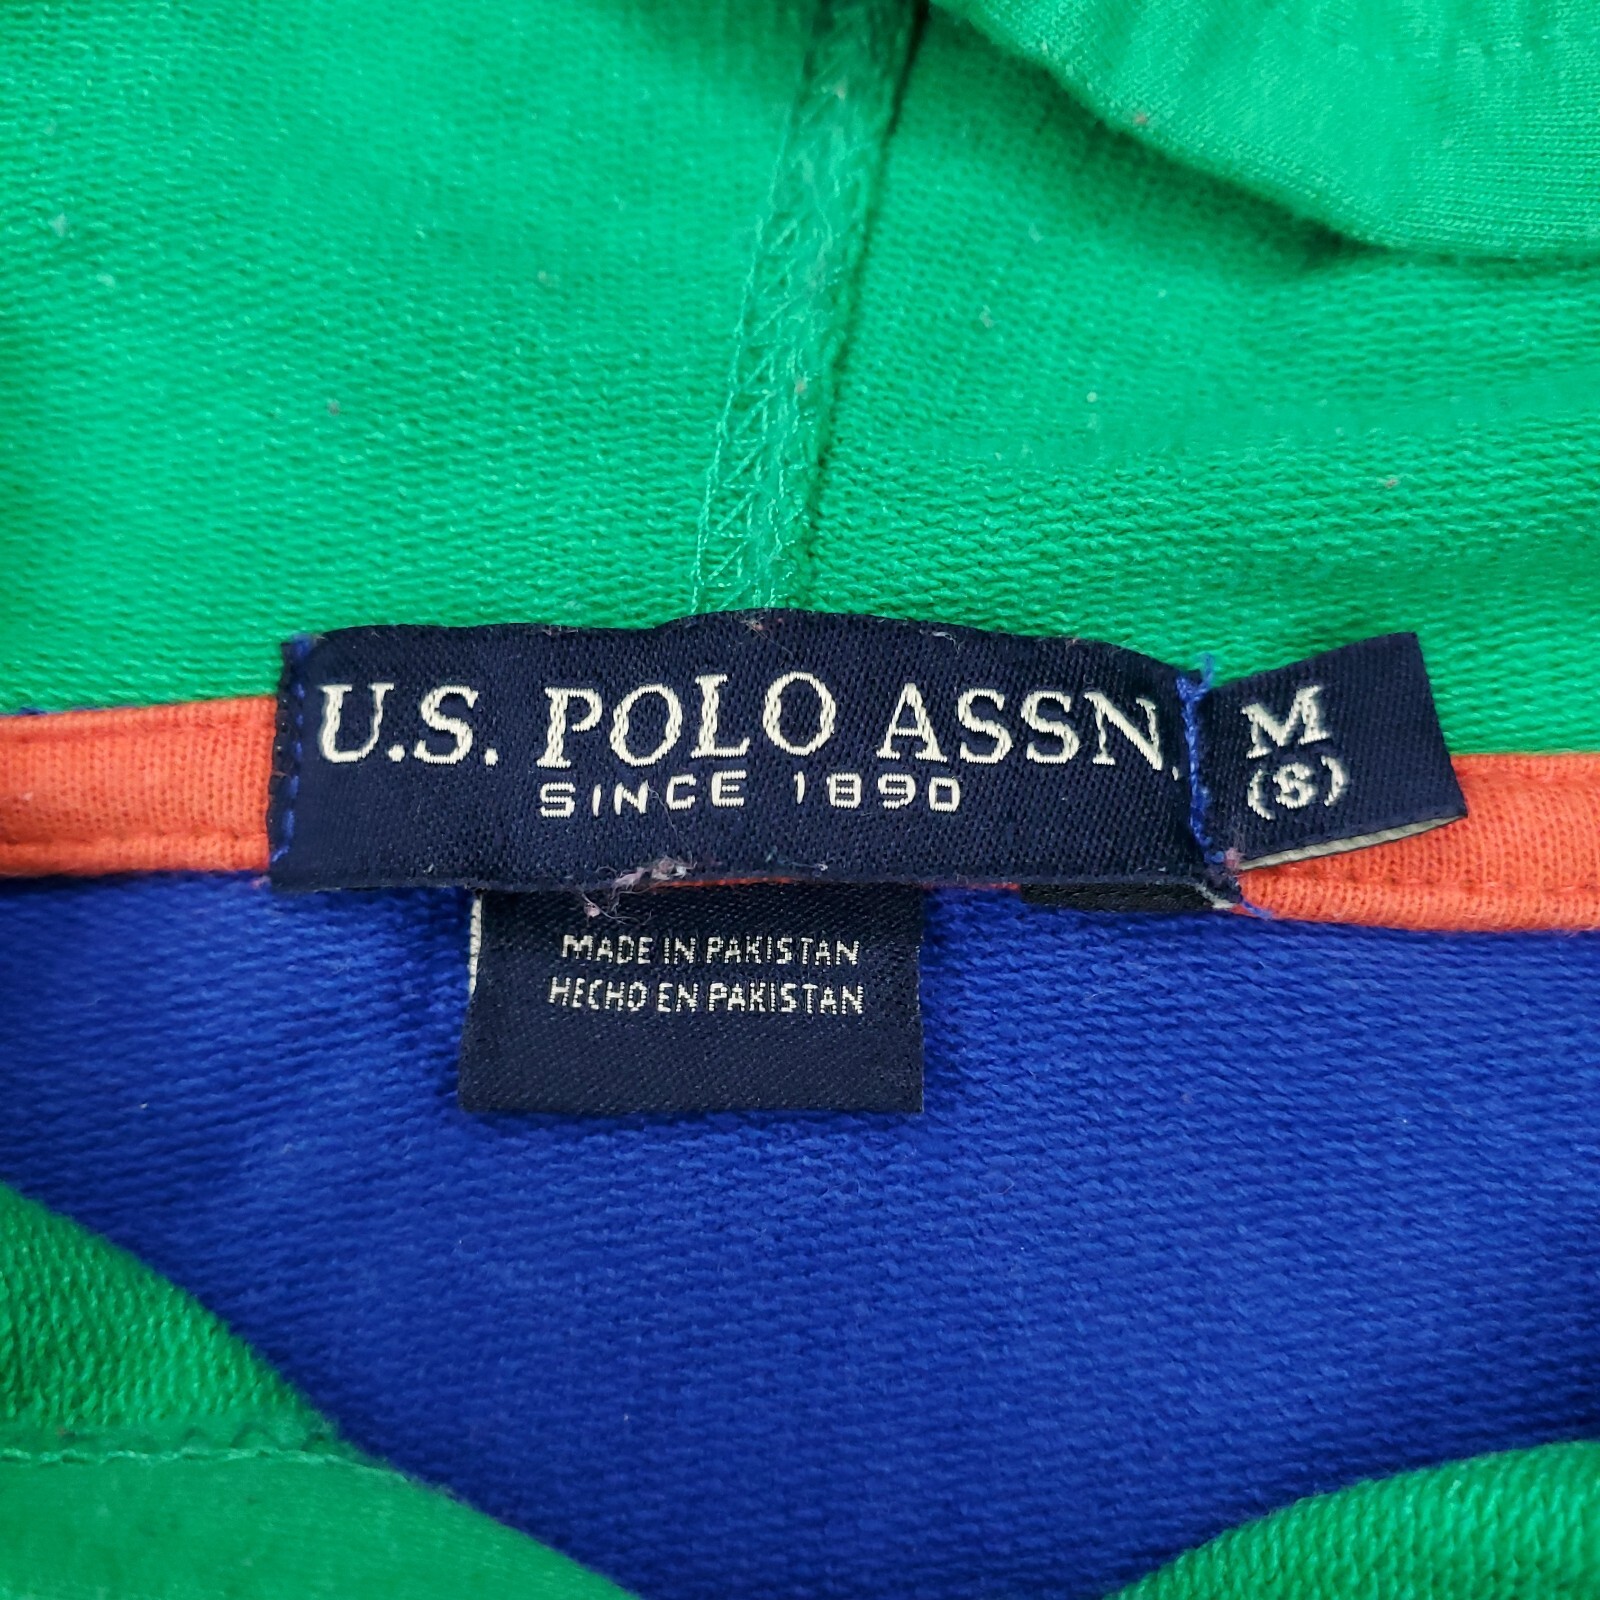 U.S. POLO ASSN.
SINCE 1890
M
(S)
MADE IN PAKISTAN
HECHO EN PAKISTAN